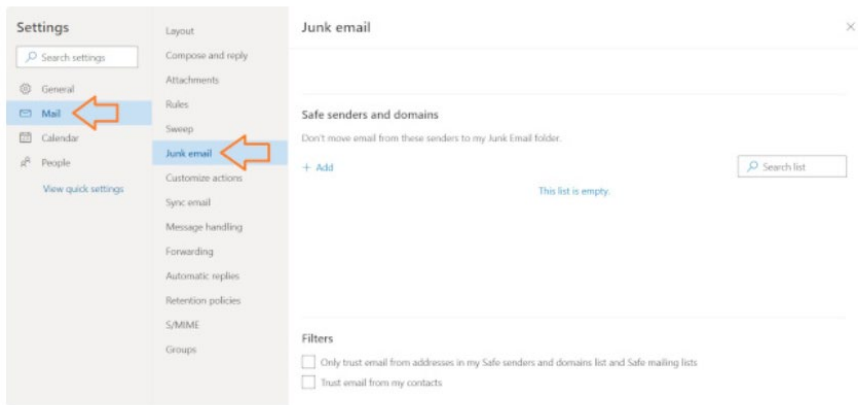 Settings
Search settings
General
Mail
Calendar
People
View quick settings
Layout
Compose and reply
Attachments
Rules
Sweep
Junk email
Customize actions
Sync email
Message handling
Forwarding
Automatic replies
Retention policies
S/MIME
Groups
Junk email
Safe senders and domains
Don't move email from these senders to my Junk Email folder.
+ Add
Search list
This list is empty.
Filters
Only trust email from addresses in my Safe senders and domains list and Safe mailing lists
Trust email from my contacts